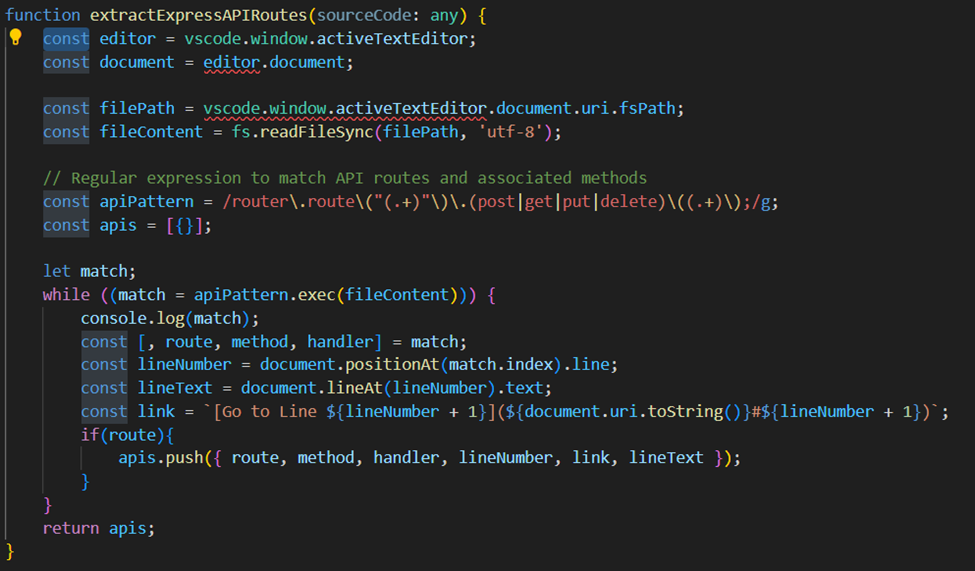 function extractExpressAPIRoutes(sourceCode: any) {
    const editor = vscode.window.activeTextEditor;
    const document = editor.document;

    const filePath = vscode.window.activeTextEditor.document.uri.fsPath;
    const fileContent = fs.readFileSync(filePath, 'utf-8');

    // Regular expression to match API routes and associated methods
    const apiPattern = /router\.route\("(.+)"\)\.(post|get|put|delete)\((.+)\);/g;
    const apis = [{}];

    let match;
    while ((match = apiPattern.exec(fileContent))) {
        console.log(match);
        const [, route, method, handler] = match;
        const lineNumber = document.positionAt(match.index).line;
        const lineText = document.lineAt(lineNumber).text;
        const link = `[Go to Line ${lineNumber + 1}](${document.uri.toString()}#${lineNumber + 1})`;
        if(route){
            apis.push({ route, method, handler, lineNumber, link, lineText });
        }
    }
    return apis;
}